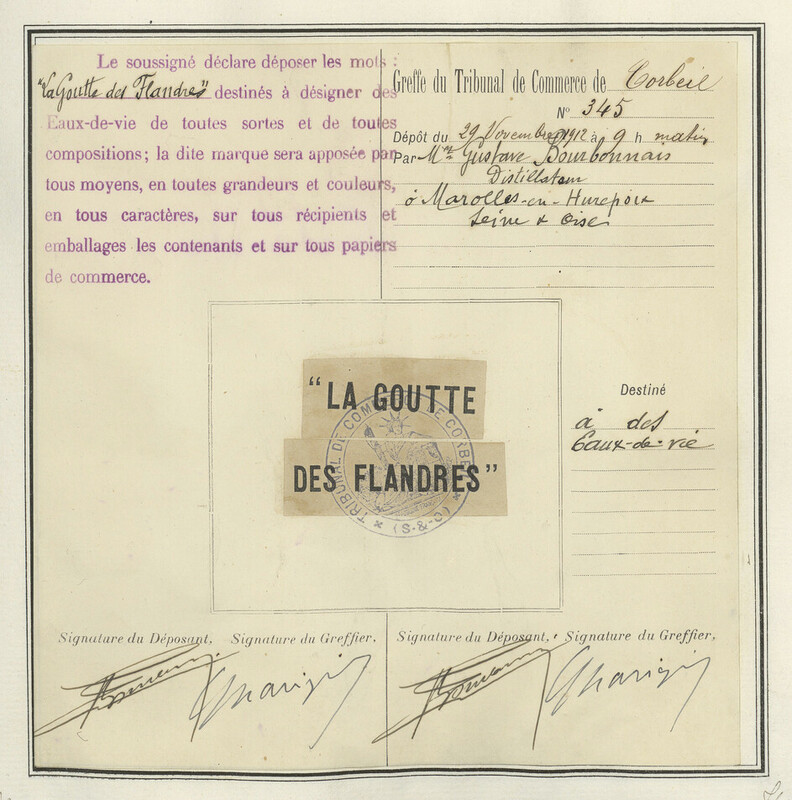 Le soussigné déclare déposer les mots :
"La Goutte des Flandres" destinés à désigner des
Eaux-de-vie de toutes sortes et de toutes
compositions ; la dite marque sera apposée par
tous moyens, en toutes grandeurs et couleurs,
en tous caractères, sur tous récipients et
emballages les contenants et sur tous papiers
de commerce.
Greffe du Tribunal de Commerce de Corbeil
N° 345
Dépôt du 29 Novembre 1912 à 9 h matin
Par Mr Gustave Bourbonnais
Distillateur
à Marolles-en-Hurepoix
Seine & Oise
"LA GOUTTE
DES FLANDRES"
TRIBUNAL DE COMMERCE DE CORBEIL
(S-&-O)
Destiné
à des
Eaux-de-vie
Signature du Déposant. Signature du Greffier.
Signature du Déposant. Signature du Greffier.